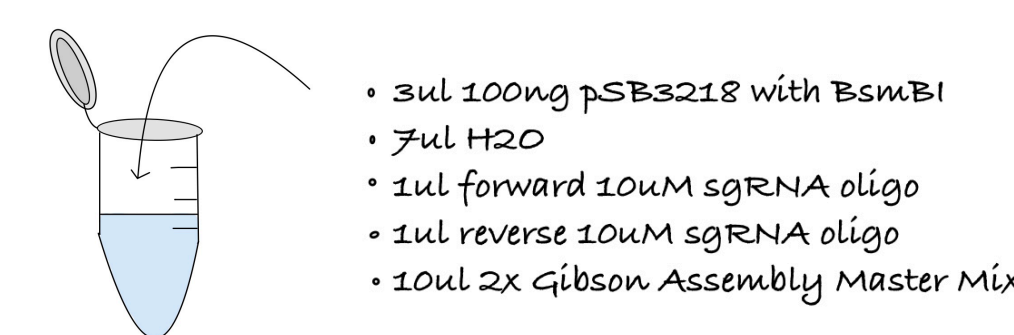 • 3ul 100ng pSB3218 with BsmBI
• 7ul H2O
• 1ul forward 10uM sgRNA oligo
• 1ul reverse 10uM sgRNA oligo
• 10ul 2x Gibson Assembly Master Mix